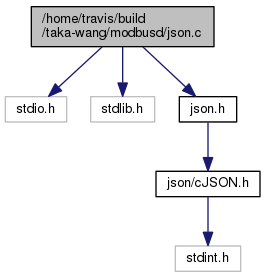 /home/travis/build
/taka-wang/modbusd/json.c
stdio.h
stdlib.h
json.h
json/cJSON.h
stdint.h